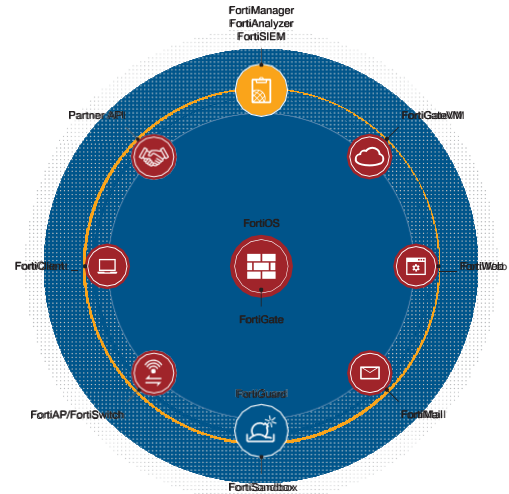 FortiManager
FortiAnalyzer
FortiSIEM
Partner API
FortiGateVM
FortiOS
FortiClient
FortiWeb
FortiGate
FortiGuard
FortiAP/FortiSwitch
FortiMail
FortiSandbox